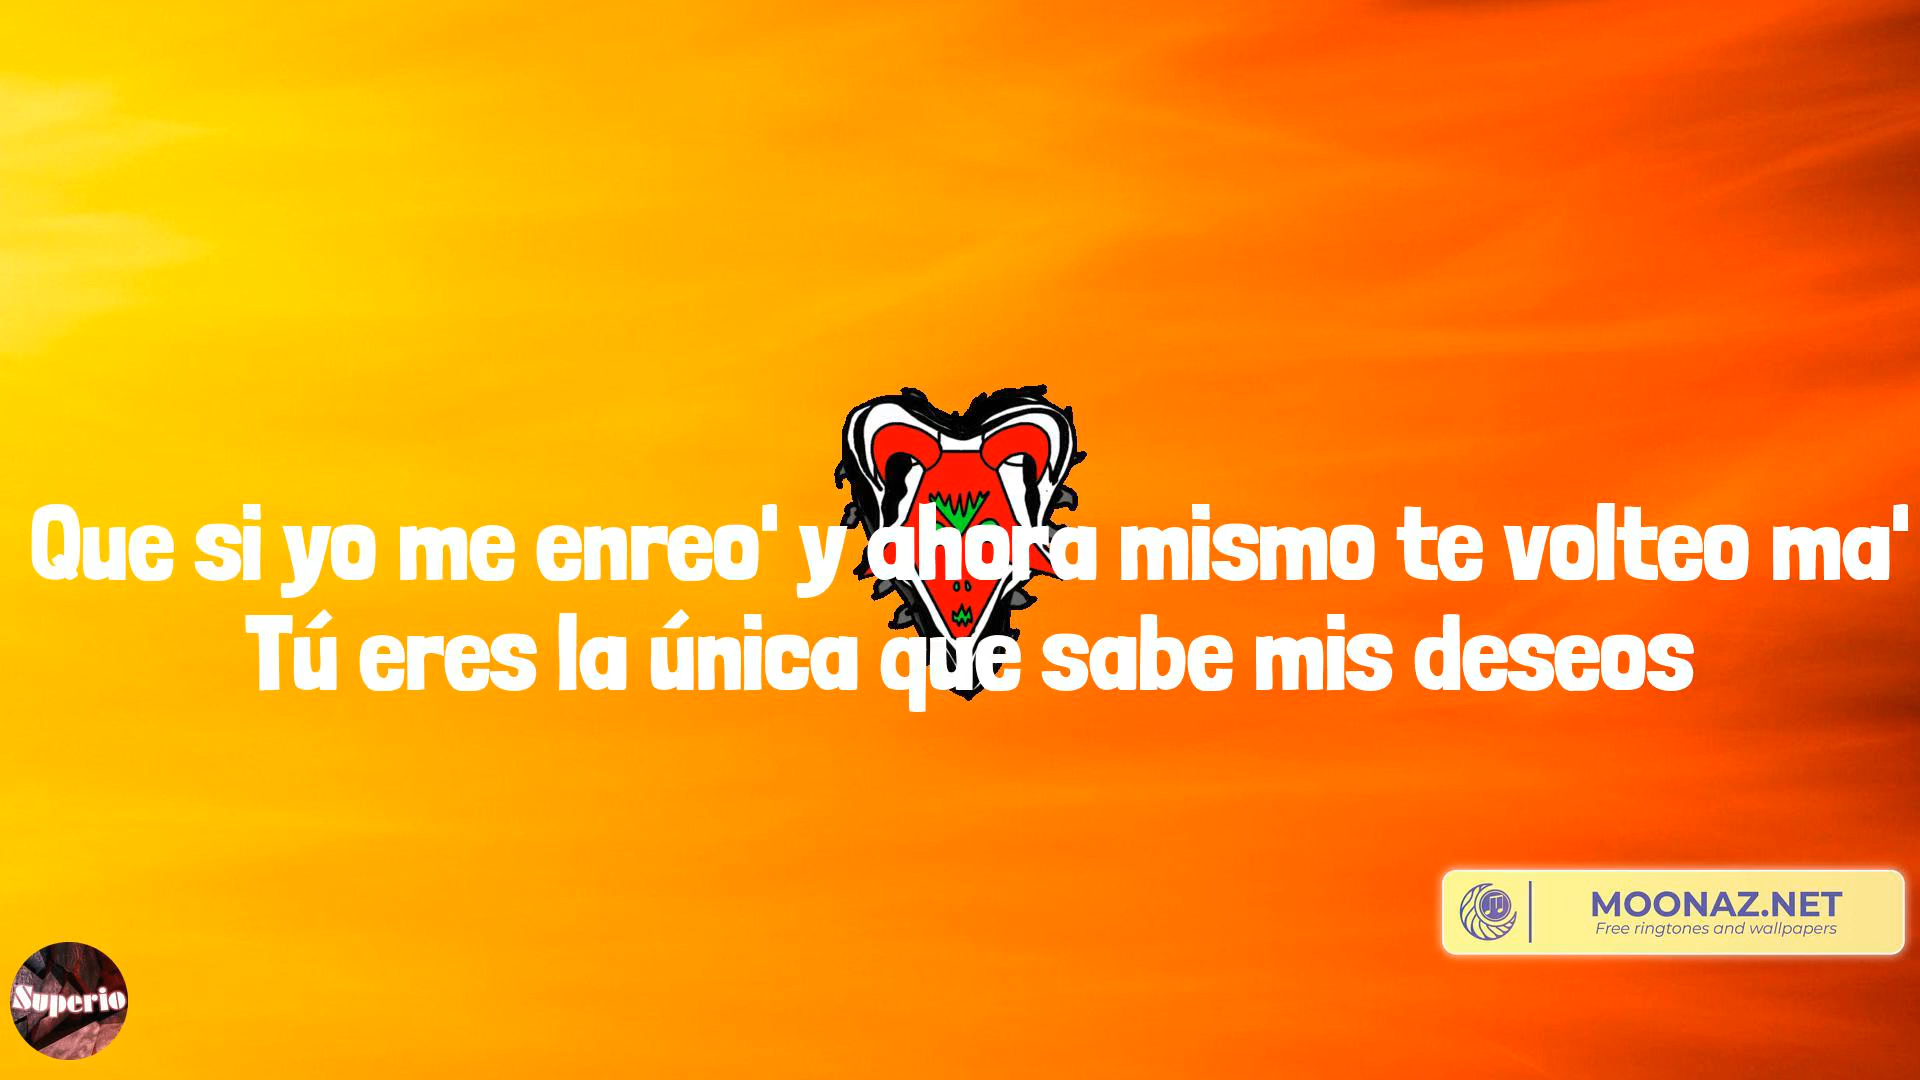 Que si yo me enreo' y ahora mismo te volteo ma'
Tú eres la única que sabe mis deseos
MOONAZ.NET
Free ringtones and wallpapers
Superio